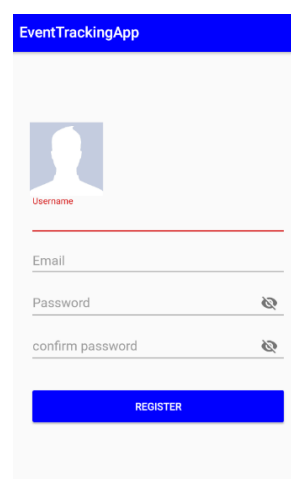 EventTrackingApp
Username
Email
Password
confirm password
REGISTER